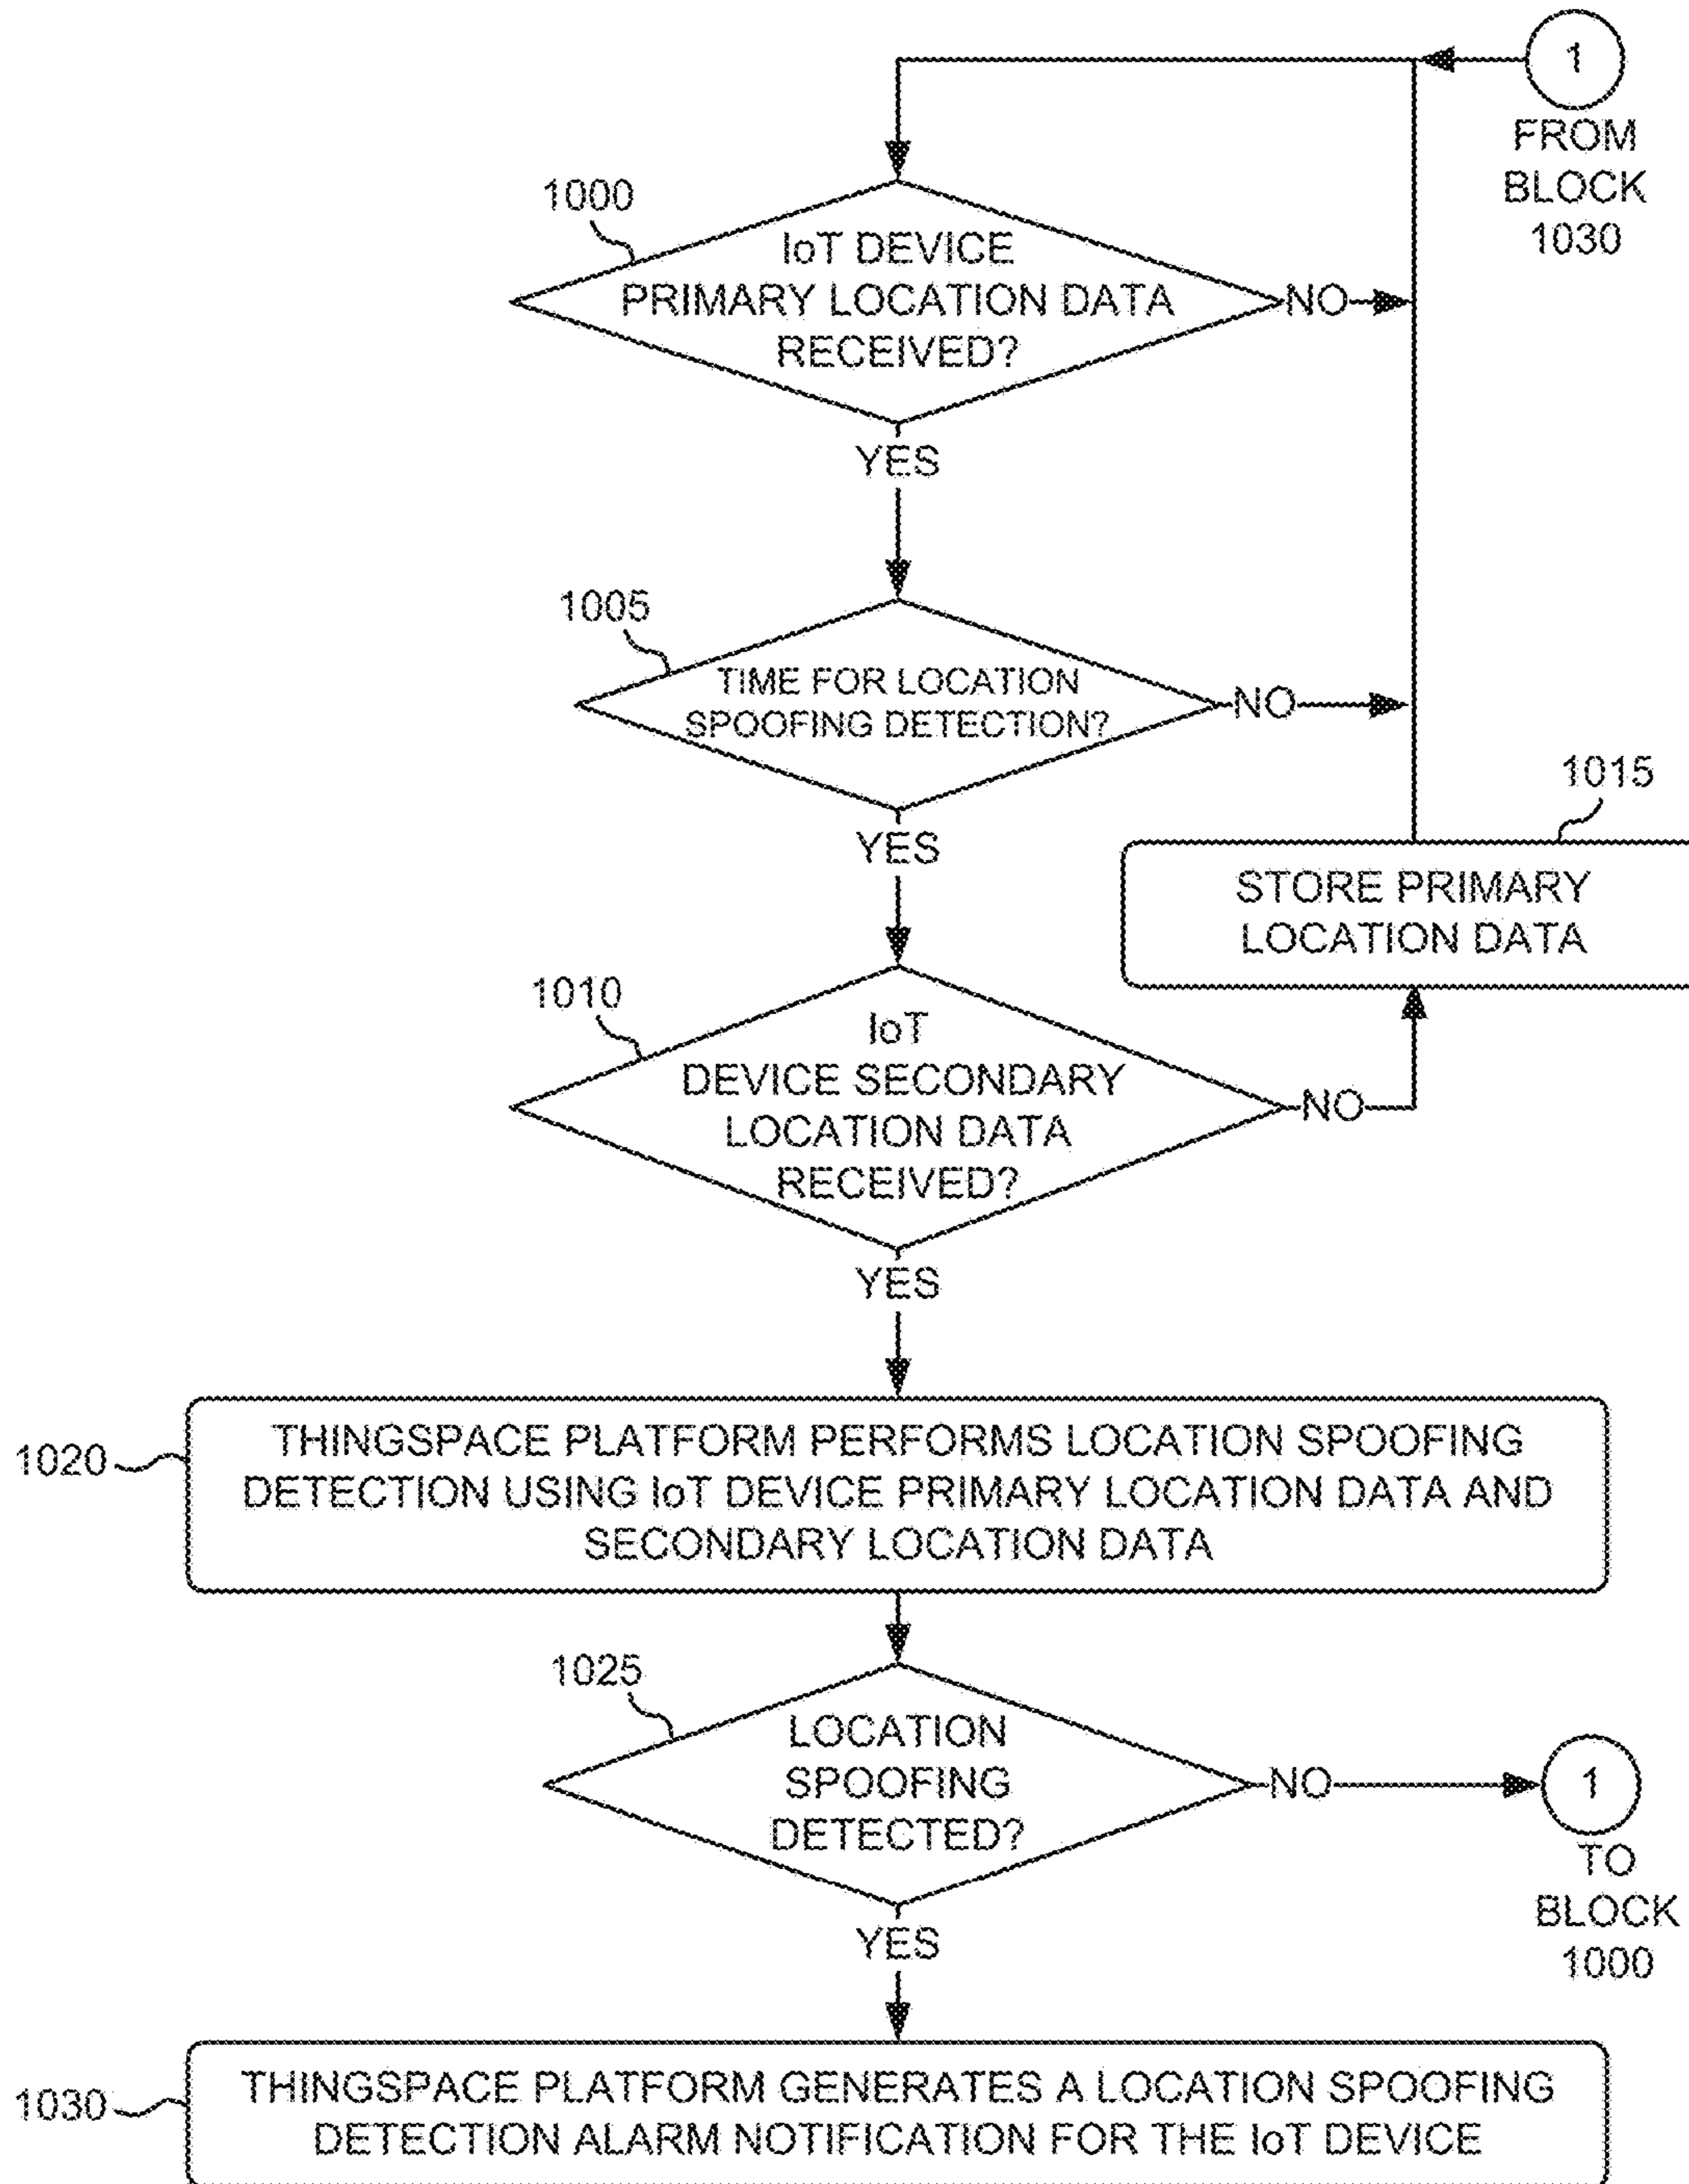 1
FROM
BLOCK
1030
1000
IoT DEVICE
PRIMARY LOCATION DATA
RECEIVED?
NO
YES
1005
TIME FOR LOCATION
SPOOFING DETECTION?
NO
YES
1015
STORE PRIMARY
LOCATION DATA
1010
IoT
DEVICE SECONDARY
LOCATION DATA
RECEIVED?
NO
YES
1020
THINGSPACE PLATFORM PERFORMS LOCATION SPOOFING
DETECTION USING IoT DEVICE PRIMARY LOCATION DATA AND
SECONDARY LOCATION DATA
1025
LOCATION
SPOOFING
DETECTED?
NO
1
TO
BLOCK
1000
YES
1030
THINGSPACE PLATFORM GENERATES A LOCATION SPOOFING
DETECTION ALARM NOTIFICATION FOR THE IoT DEVICE